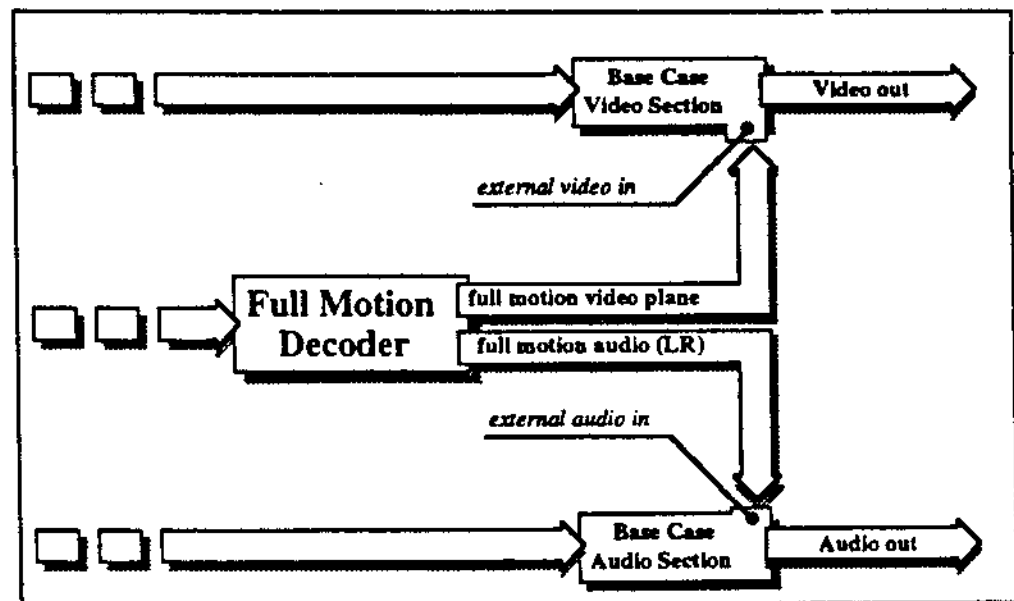 Base Case
Video Section
Video out
external video in
Full Motion
Decoder
full motion video plane
full motion audio (LR)
external audio in
Base Case
Audio Section
Audio out